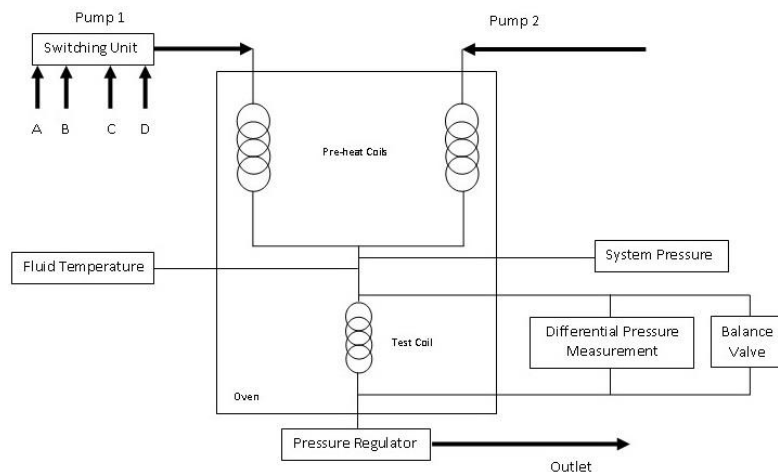 Pump 1
Pump 2
Switching Unit
A B C D
Pre-heat Coils
System Pressure
Fluid Temperature
Differential Pressure
Measurement
Balance
Valve
Test Coil
Oven
Pressure Regulator
Outlet